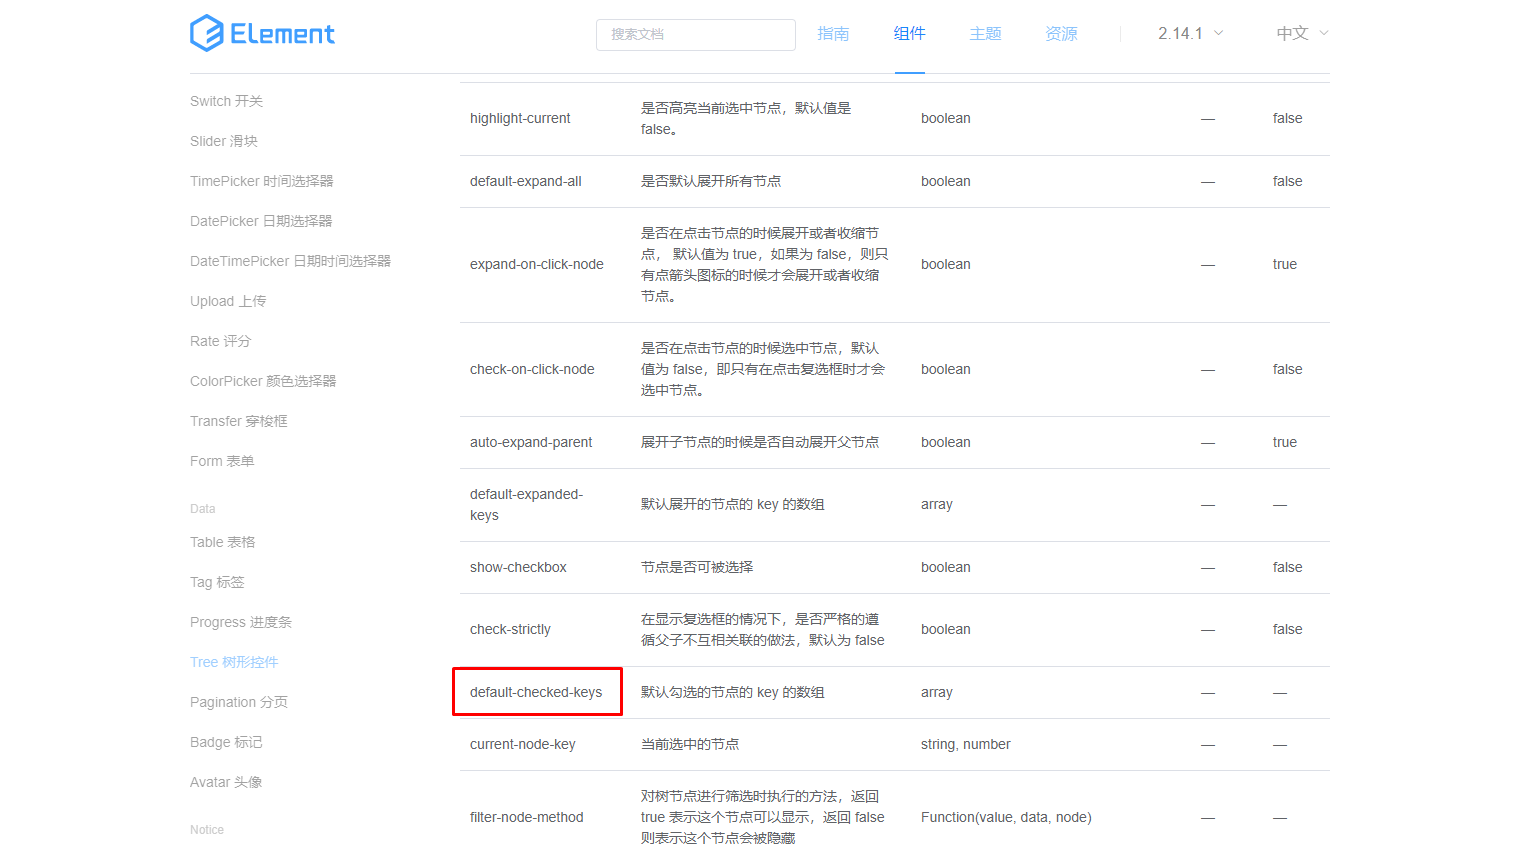 Element
搜索文档
指南
组件
主题
资源
2.14.1
中文
Switch 开关
Slider 滑块
TimePicker 时间选择器
DatePicker 日期选择器
DateTimePicker 日期时间选择器
Upload 上传
Rate 评分
ColorPicker 颜色选择器
Transfer 穿梭框
Form 表单
Data
Table 表格
Tag 标签
Progress 进度条
Tree 树形控件
Pagination 分页
Badge 标记
Avatar 头像
Notice
highlight-current
是否高亮当前选中节点，默认值是
false。
boolean
—
false
default-expand-all
是否默认展开所有节点
boolean
—
false
expand-on-click-node
是否在点击节点的时候展开或者收缩节
点， 默认值为 true，如果为 false，则只
有点箭头图标的时候才会展开或者收缩
节点。
boolean
—
true
check-on-click-node
是否在点击节点的时候选中节点，默认
值为 false，即只有在点击复选框时才会
选中节点。
boolean
—
false
auto-expand-parent
展开子节点的时候是否自动展开父节点
boolean
—
true
default-expanded-
keys
默认展开的节点的 key 的数组
array
—
—
show-checkbox
节点是否可被选择
boolean
—
false
check-strictly
在显示复选框的情况下，是否严格的遵
循父子不互相关联的做法，默认为 false
boolean
—
false
default-checked-keys
默认勾选的节点的 key 的数组
array
—
—
current-node-key
当前选中的节点
string, number
—
—
filter-node-method
对树节点进行筛选时执行的方法，返回
true 表示这个节点可以显示，返回 false
则表示这个节点会被隐藏
Function(value, data, node)
—
—